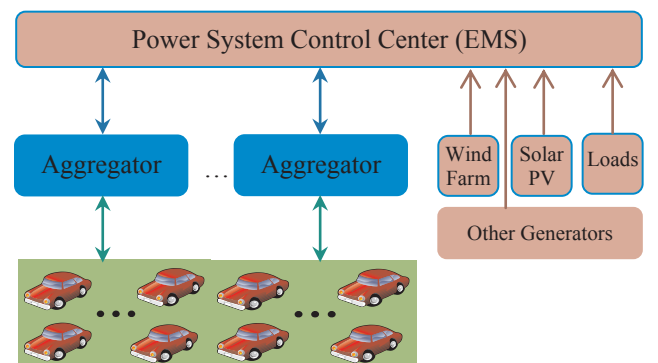 Power System Control Center (EMS)
Aggregator
...
Aggregator
Wind
Farm
Solar
PV
Loads
Other Generators